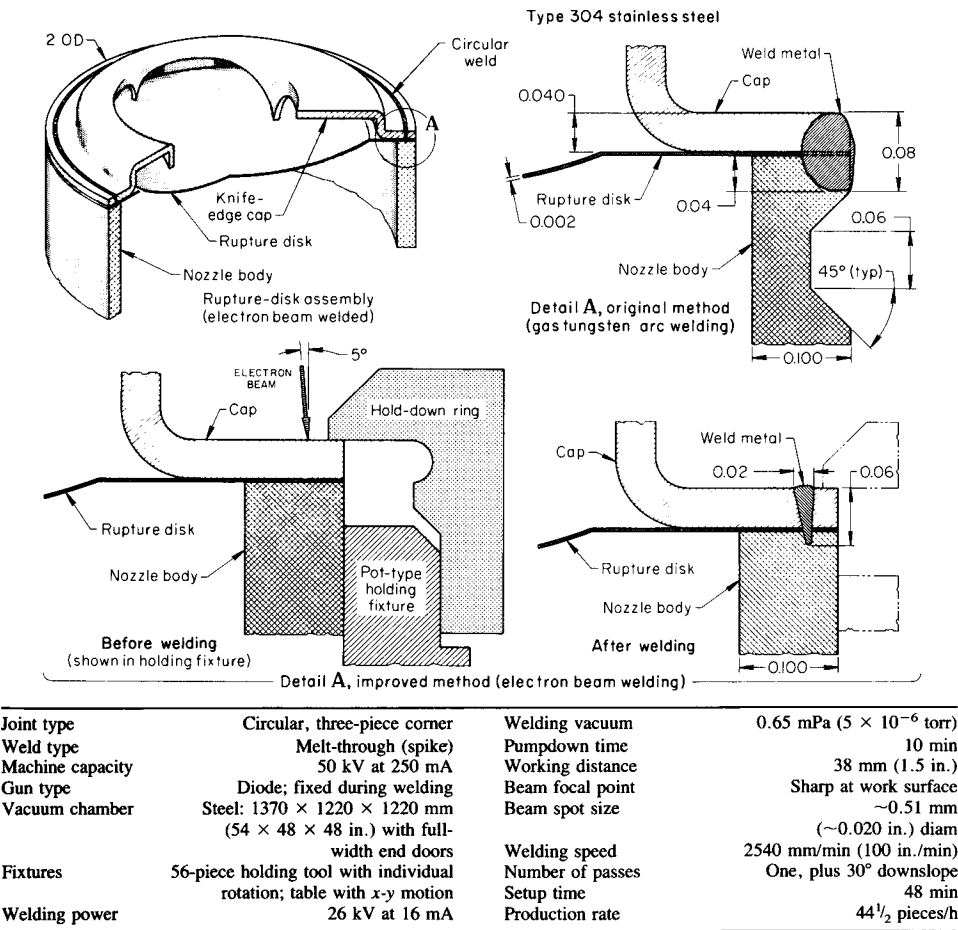 Type 304 stainless steel
2 OD
Circular
weld
A
Knife-
edge cap
Rupture disk
Nozzle body
Rupture-disk assembly
(electron beam welded)
Weld metal
Cap
0.040
0.08
Rupture disk
0.04
0.002
0.06
Nozzle body
45° (typ)
Detail A, original method
(gas tungsten arc welding)
0.100
5°
ELECTRON
BEAM
Cap
Hold-down ring
Rupture disk
Nozzle body
Pot-type
holding
fixture
Before welding
(shown in holding fixture)
Weld metal
Cap
0.02
0.06
Rupture disk
Nozzle body
After welding
0.100
Detail A, improved method (electron beam welding)
Joint type Circular, three-piece corner
Weld type Melt-through (spike)
Machine capacity 50 kV at 250 mA
Gun type Diode; fixed during welding
Vacuum chamber Steel: 1370 × 1220 × 1220 mm
(54 × 48 × 48 in.) with full-
width end doors
Fixtures 56-piece holding tool with individual
rotation; table with x-y motion
Welding power 26 kV at 16 mA
Welding vacuum 0.65 mPa (5 × 10⁻⁶ torr)
Pumpdown time 10 min
Working distance 38 mm (1.5 in.)
Beam focal point Sharp at work surface
Beam spot size ~0.51 mm
(~0.020 in.) diam
Welding speed 2540 mm/min (100 in./min)
Number of passes One, plus 30° downslope
Setup time 48 min
Production rate 44 1/2 pieces/h